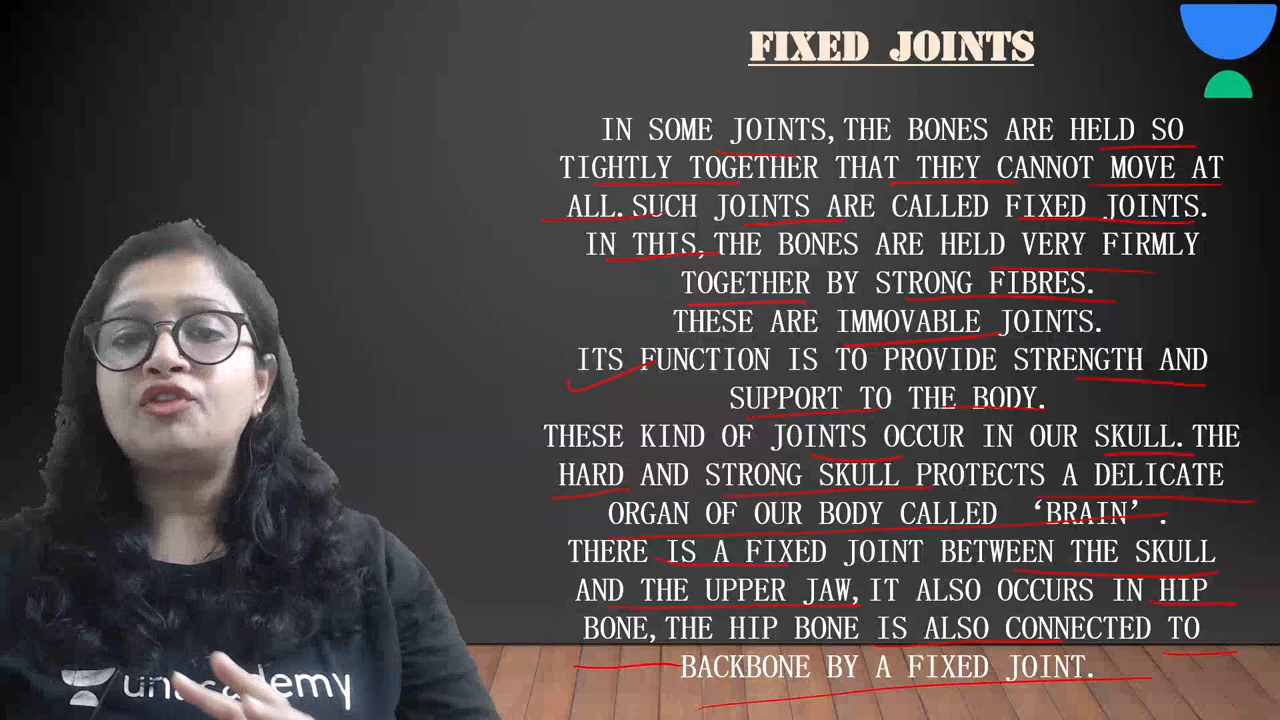 FIXED JOINTS
IN SOME JOINTS,THE BONES ARE HELD SO
TIGHTLY TOGETHER THAT THEY CANNOT MOVE AT
ALL.SUCH JOINTS ARE CALLED FIXED JOINTS.
IN THIS,THE BONES ARE HELD VERY FIRMLY
TOGETHER BY STRONG FIBRES.
THESE ARE IMMOVABLE JOINTS.
ITS FUNCTION IS TO PROVIDE STRENGTH AND
SUPPORT TO THE BODY.
THESE KIND OF JOINTS OCCUR IN OUR SKULL.THE
HARD AND STRONG SKULL PROTECTS A DELICATE
ORGAN OF OUR BODY CALLED ‘BRAIN’.
THERE IS A FIXED JOINT BETWEEN THE SKULL
AND THE UPPER JAW,IT ALSO OCCURS IN HIP
BONE,THE HIP BONE IS ALSO CONNECTED TO
BACKBONE BY A FIXED JOINT.
unacademy